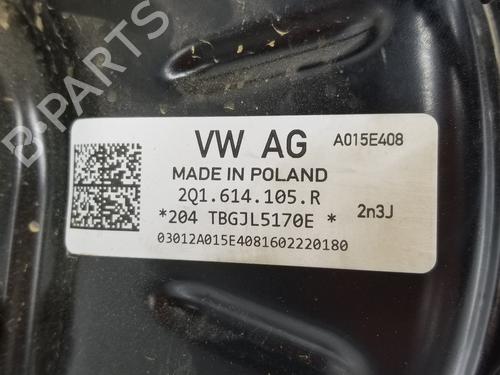 VW AG
A015E408
MADE IN POLAND
2Q1.614.105.R
*204 TBGJL5170E *
2n3J
03012A015E4081602220180
B-PARTS